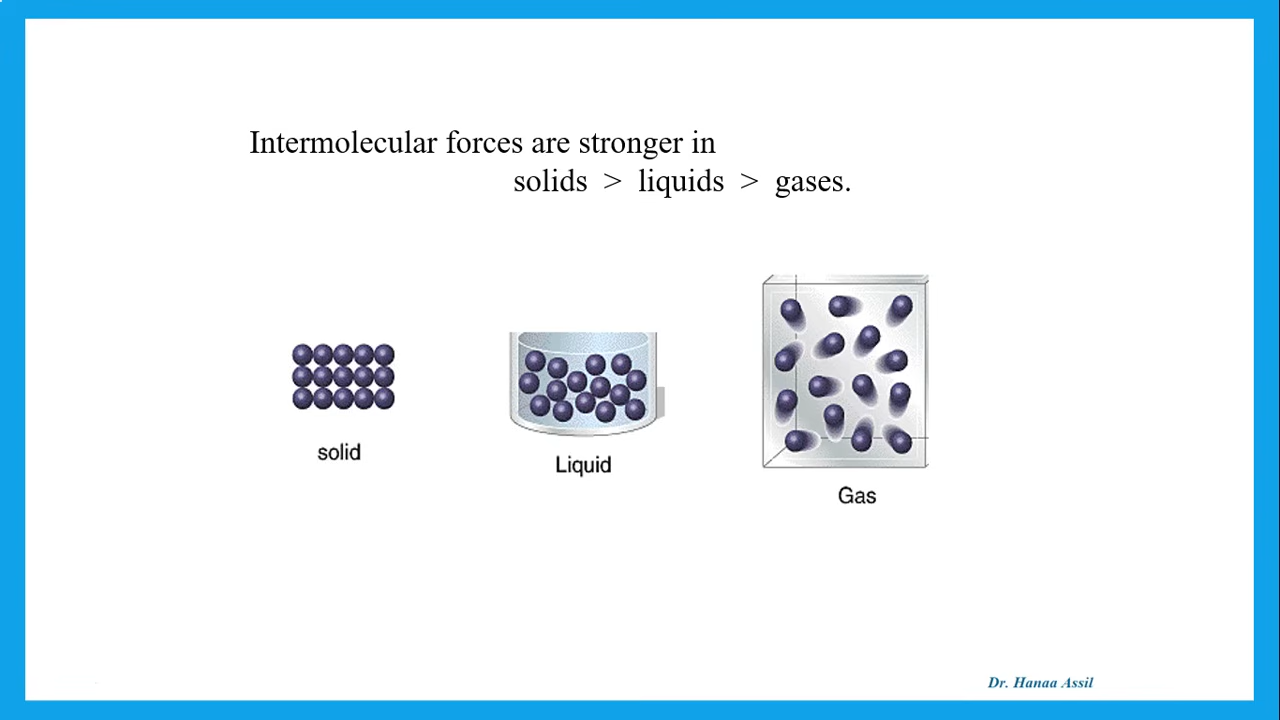 Intermolecular forces are stronger in
solids > liquids > gases.
solid
Liquid
Gas
Dr. Hanaa Assil